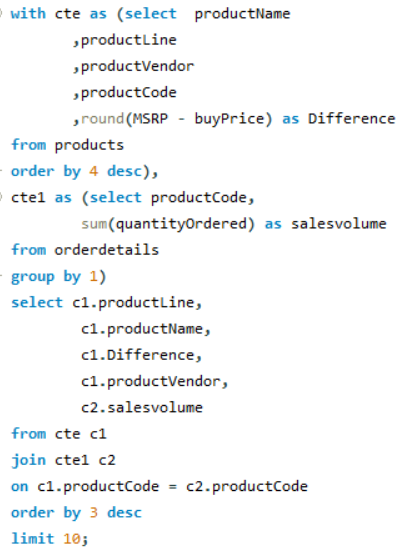 with cte as (select  productName
,productLine
,productVendor
,productCode
,round(MSRP - buyPrice) as Difference
from products
order by 4 desc),
cte1 as (select productCode,
sum(quantityOrdered) as salesvolume
from orderdetails
group by 1)
select c1.productLine,
c1.productName,
c1.Difference,
c1.productVendor,
c2.salesvolume
from cte c1
join cte1 c2
on c1.productCode = c2.productCode
order by 3 desc
limit 10;